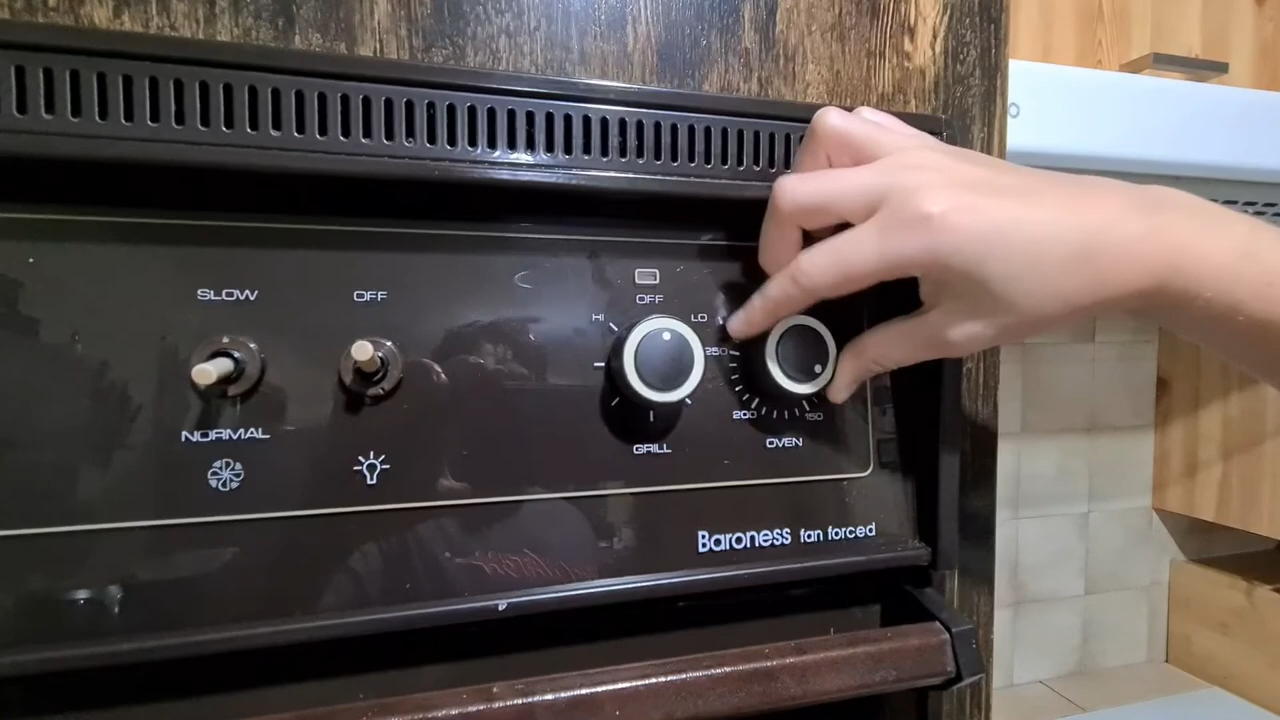 SLOW
OFF
OFF
HI
LO
250
200
150
NORMAL
GRILL
OVEN
Baroness fan forced